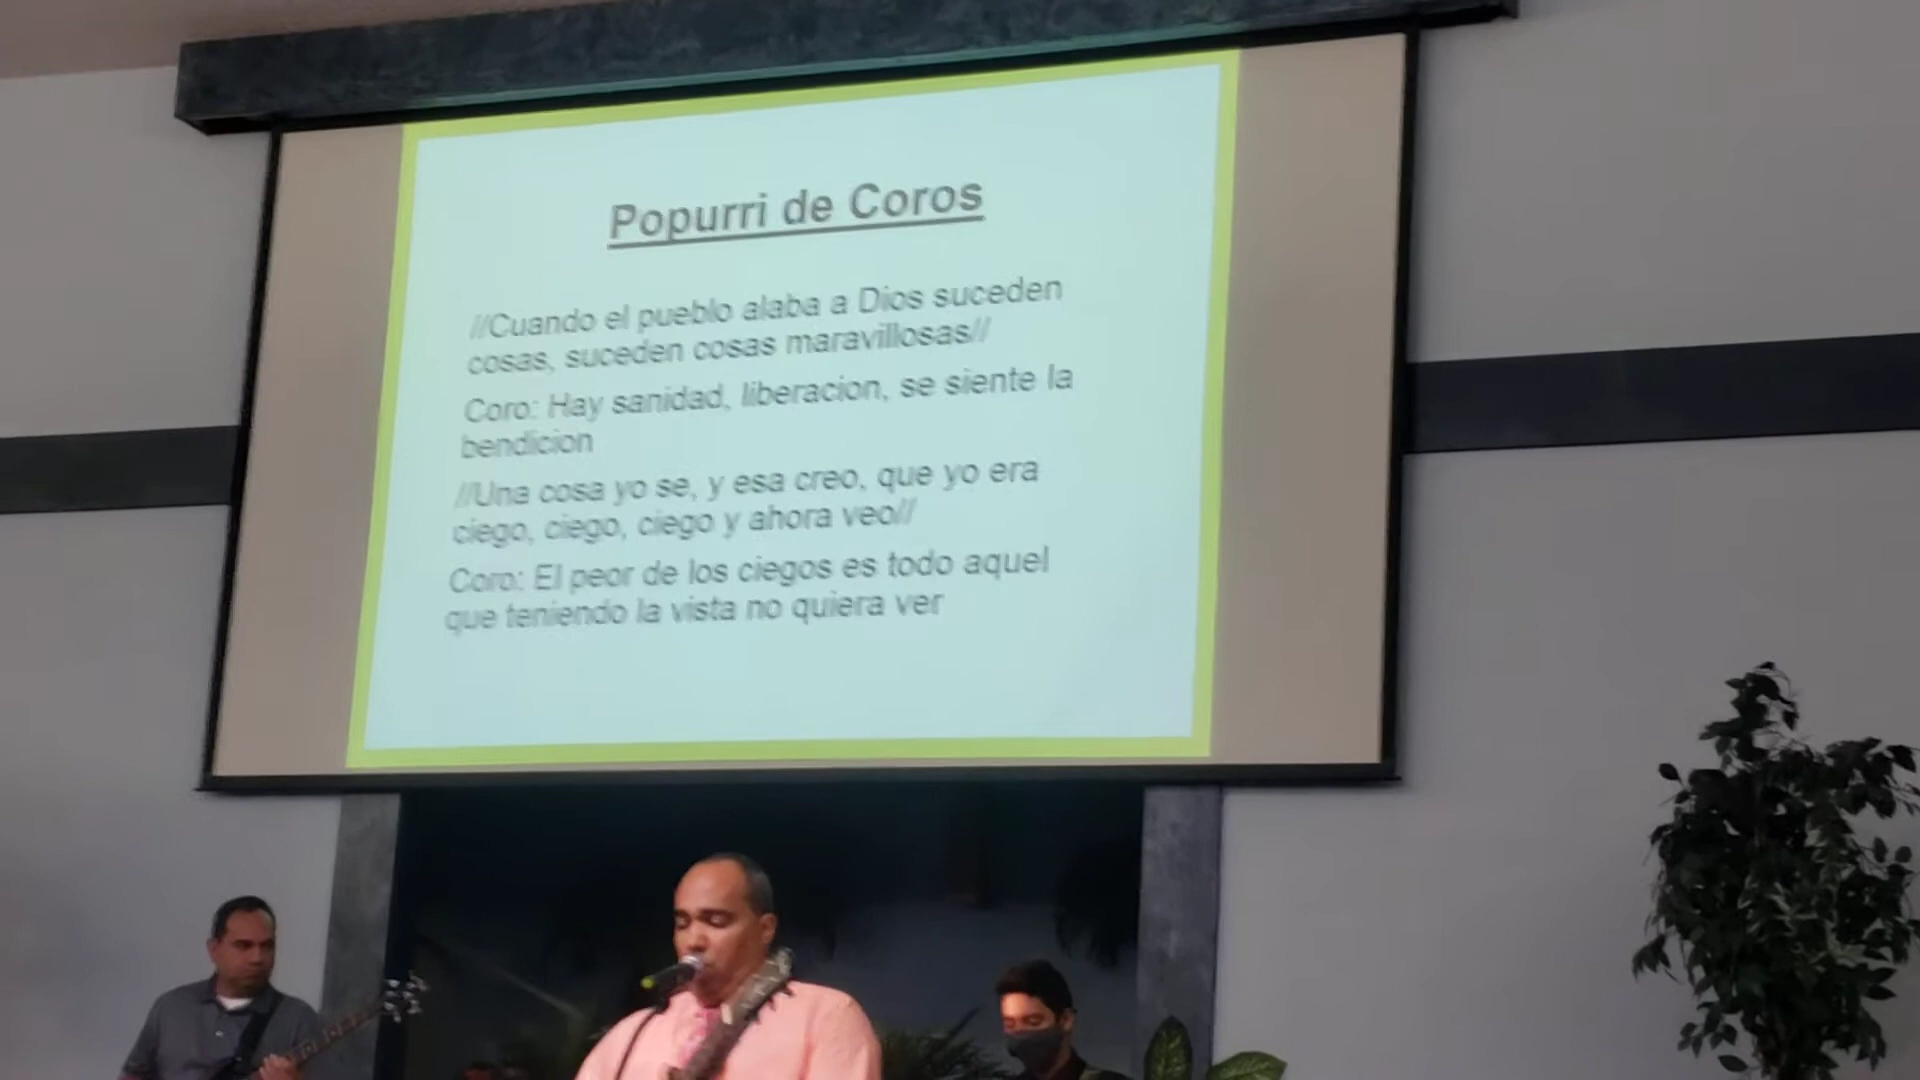 Popurri de Coros
//Cuando el pueblo alaba a Dios suceden
cosas, suceden cosas maravillosas//
Coro: Hay sanidad, liberacion, se siente la
bendicion
//Una cosa yo se, y esa creo, que yo era
ciego, ciego, ciego y ahora veo//
Coro: El peor de los ciegos es todo aquel
que teniendo la vista no quiera ver